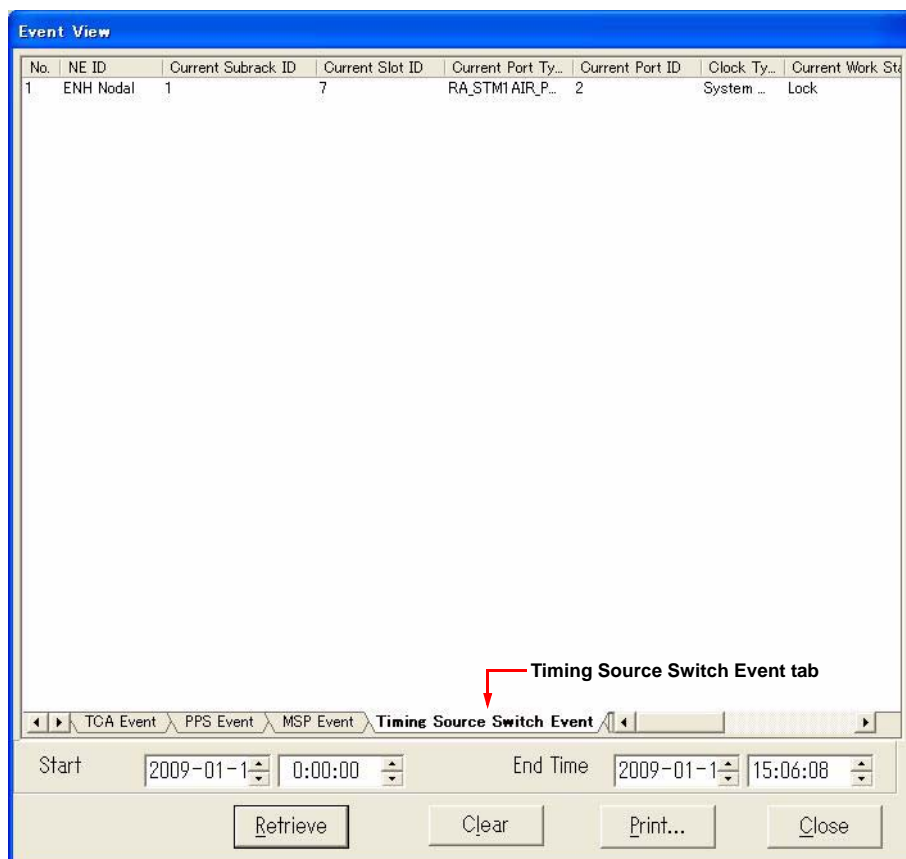 Event View
No. NE ID Current Subrack ID Current Slot ID Current Port Ty... Current Port ID Clock Ty... Current Work Sta
1 ENH Nodal 1 7 RA_STM1AIR_P... 2 System ... Lock
Timing Source Switch Event tab
TCA Event PPS Event MSP Event Timing Source Switch Event
Start 2009-01-1 0:00:00 End Time 2009-01-1 15:06:08
Retrieve Clear Print... Close